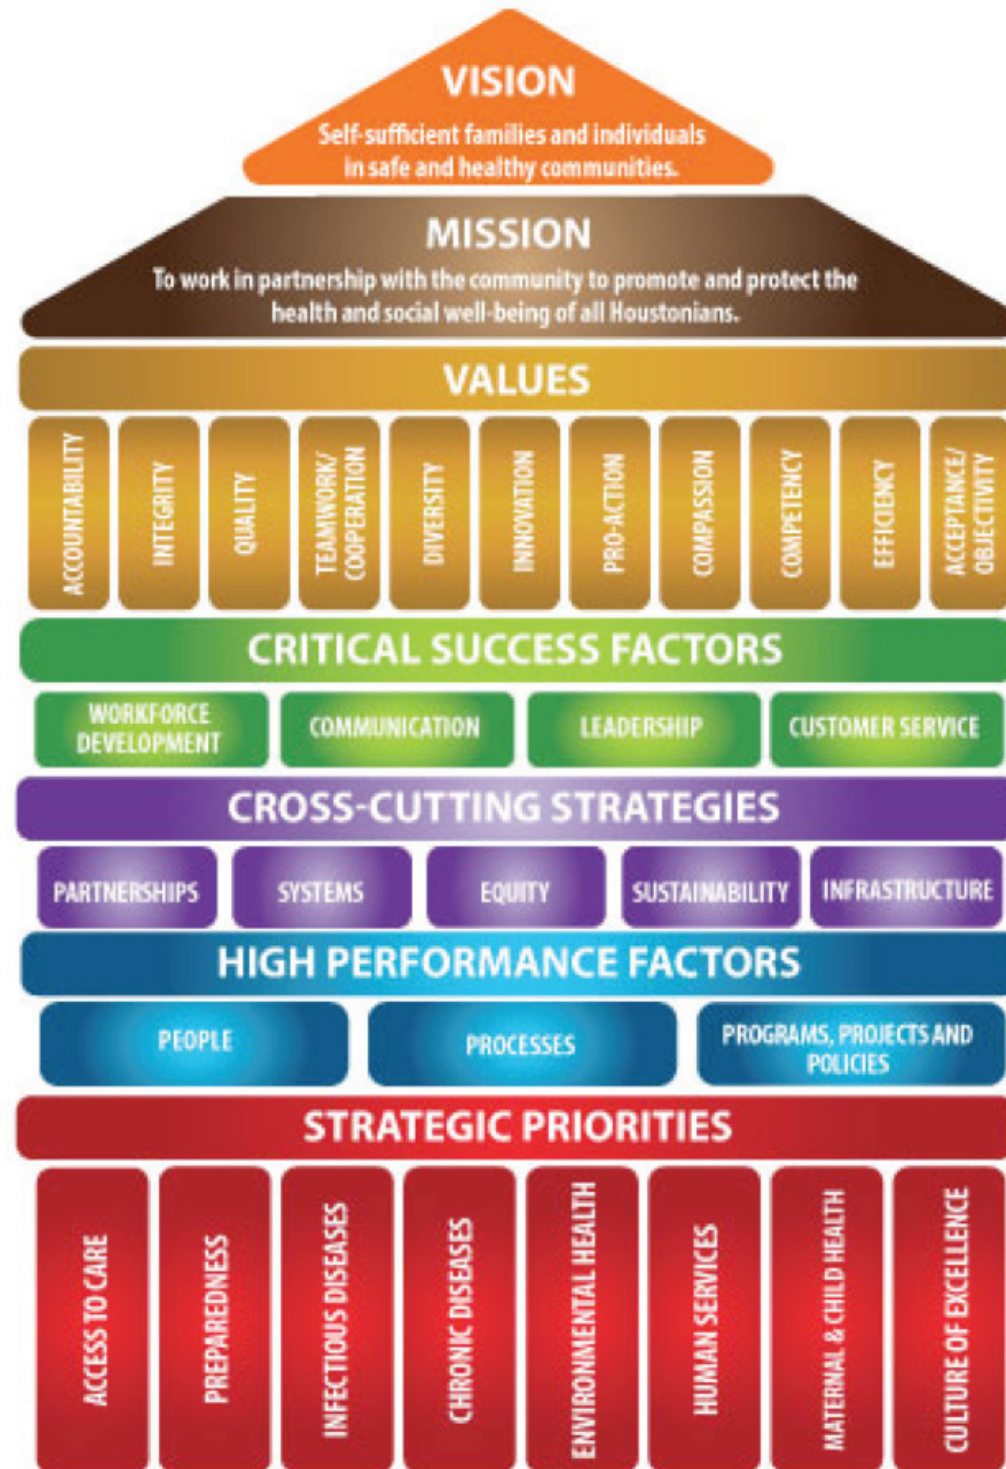 VISION
Self-sufficient families and individuals
in safe and healthy communities.
MISSION
To work in partnership with the community to promote and protect the
health and social well-being of all Houstonians.
VALUES
ACCOUNTABILITY
INTEGRITY
QUALITY
TEAMWORK/
COOPERATION
DIVERSITY
INNOVATION
PRO-ACTION
COMPASSION
COMPETENCY
EFFICIENCY
ACCEPTANCE/
OBJECTIVITY
CRITICAL SUCCESS FACTORS
WORKFORCE
DEVELOPMENT
COMMUNICATION
LEADERSHIP
CUSTOMER SERVICE
CROSS-CUTTING STRATEGIES
PARTNERSHIPS
SYSTEMS
EQUITY
SUSTAINABILITY
INFRASTRUCTURE
HIGH PERFORMANCE FACTORS
PEOPLE
PROCESSES
PROGRAMS, PROJECTS AND
POLICIES
STRATEGIC PRIORITIES
ACCESS TO CARE
PREPAREDNESS
INFECTIOUS DISEASES
CHRONIC DISEASES
ENVIRONMENTAL HEALTH
HUMAN SERVICES
MATERNAL & CHILD HEALTH
CULTURE OF EXCELLENCE